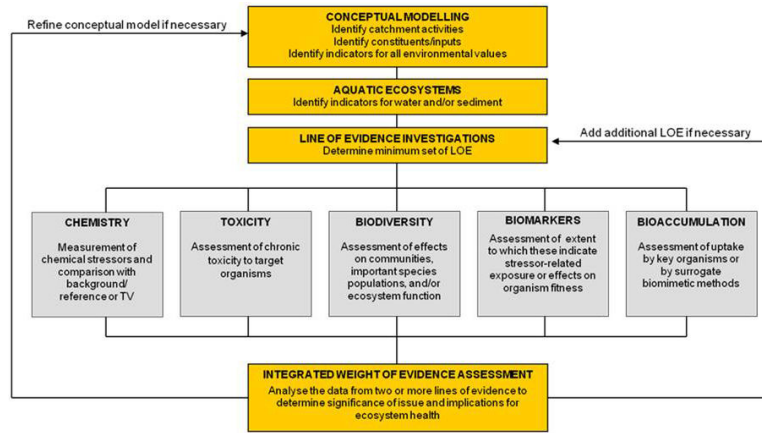 Refine conceptual model if necessary
CONCEPTUAL MODELLING
Identify catchment activities
Identify constituents/inputs
Identify indicators for all environmental values
AQUATIC ECOSYSTEMS
Identify indicators for water and/or sediment
LINE OF EVIDENCE INVESTIGATIONS
Determine minimum set of LOE
Add additional LOE if necessary
CHEMISTRY
Measurement of
chemical stressors and
comparison with
background/
reference or TV
TOXICITY
Assessment of chronic
toxicity to target
organisms
BIODIVERSITY
Assessment of effects
on communities,
important species
populations, and/or
ecosystem function
BIOMARKERS
Assessment of extent
to which these indicate
stressor-related
exposure or effects on
organism fitness
BIOACCUMULATION
Assessment of uptake
by key organisms or
by surrogate
biomimetic methods
INTEGRATED WEIGHT OF EVIDENCE ASSESSMENT
Analyse the data from two or more lines of evidence to
determine significance of issue and implications for
ecosystem health